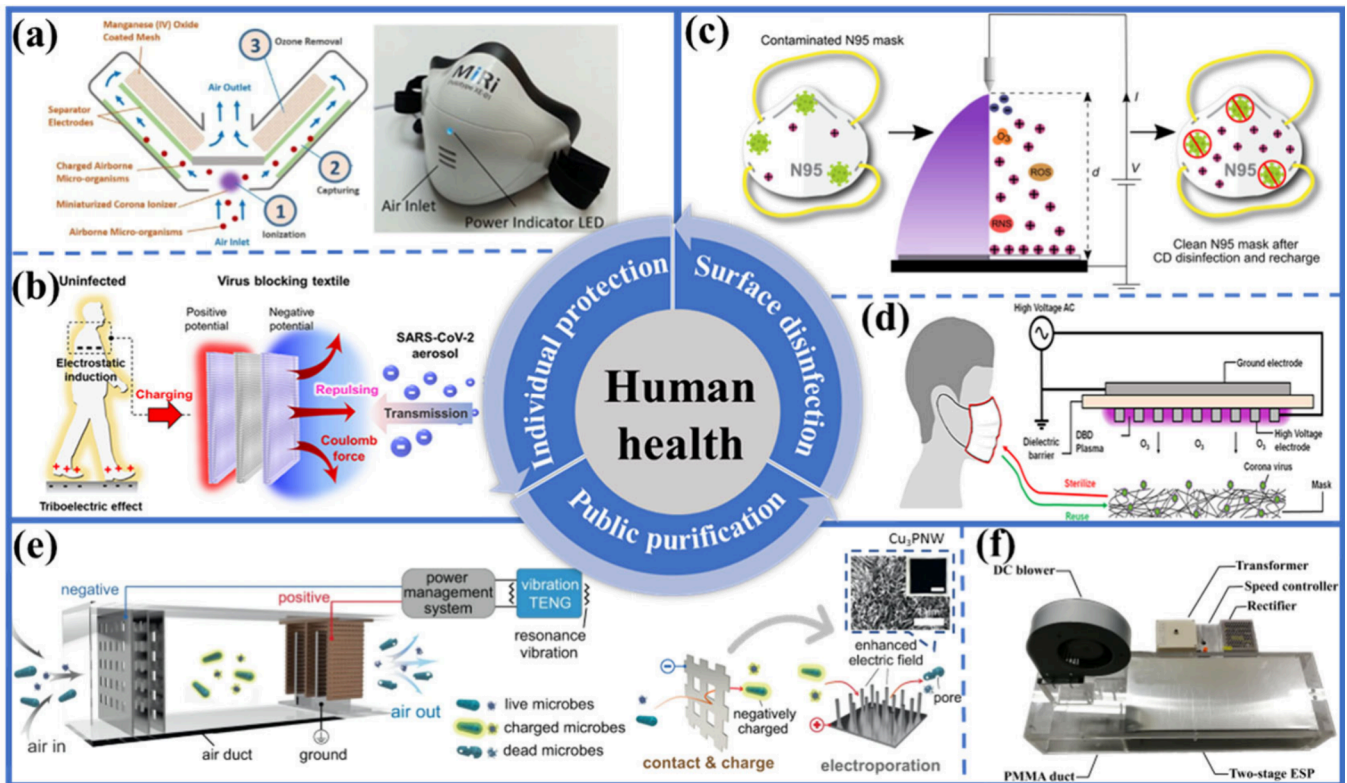 (a)
Manganese (IV) Oxide
Coated Mesh
3
Ozone Removal
Air Outlet
Separator
Electrodes
Charged Airborne
Micro-organisms
2
Capturing
Miniaturized Corona Ionizer
1
Airborne Micro-organisms
Air Inlet
Ionization
MiRi
Air Inlet
Power Indicator LED
(b)
Uninfected
Virus blocking textile
Positive
potential
Negative
potential
SARS-CoV-2
aerosol
Electrostatic
induction
Charging
Repulsing
Transmission
Coulomb
force
Triboelectric effect
(c)
Contaminated N95 mask
N95
O3
ROS
RNS
d
I
V
N95
Clean N95 mask after
CD disinfection and recharge
(d)
High Voltage AC
Ground electrode
Dielectric
barrier
DBD
Plasma
O3
O3
O3
High Voltage
electrode
Corona virus
Sterilize
Mask
Reuse
Individual protection
Surface disinfection
Public purification
Human
health
(e)
negative
positive
power
management
system
vibration
TENG
resonance
vibration
air in
air duct
ground
air out
live microbes
charged microbes
dead microbes
Cu3PNW
enhanced
electric field
negatively
charged
pore
contact & charge
electroporation
(f)
DC blower
Transformer
Speed controller
Rectifier
PMMA duct
Two-stage ESP